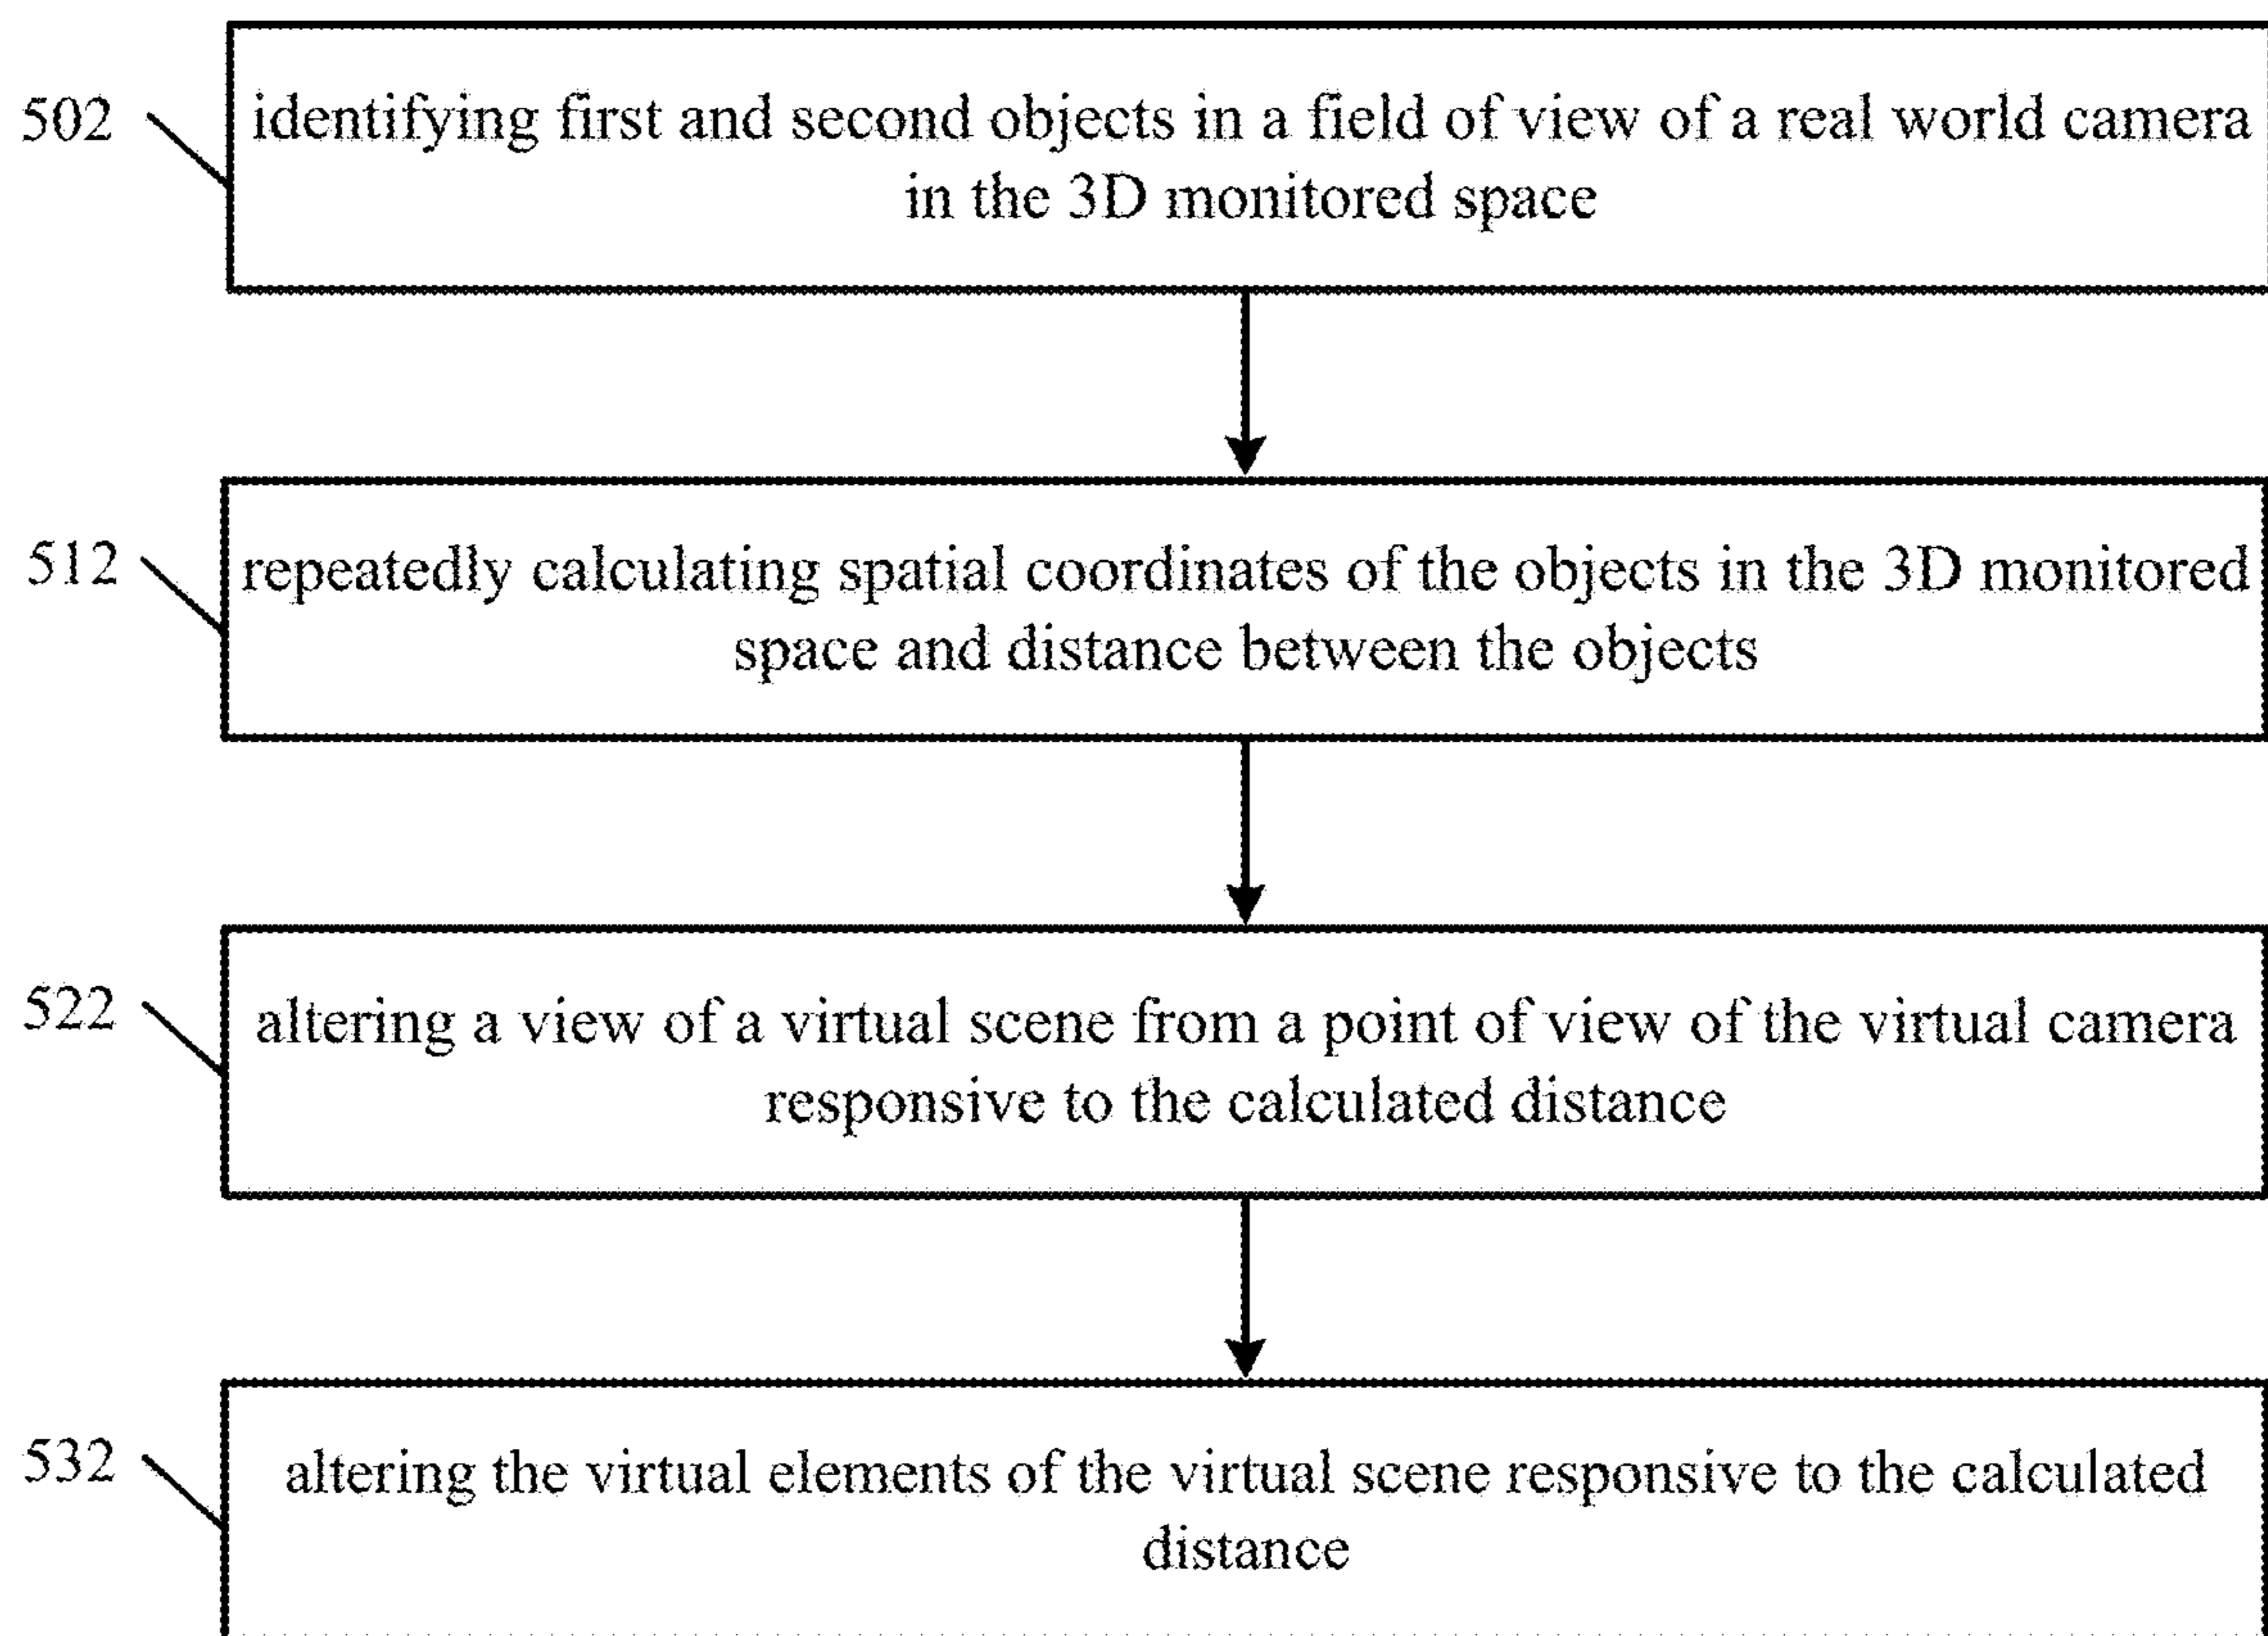 502
identifying first and second objects in a field of view of a real world camera
in the 3D monitored space
512
repeatedly calculating spatial coordinates of the objects in the 3D monitored
space and distance between the objects
522
altering a view of a virtual scene from a point of view of the virtual camera
responsive to the calculated distance
532
altering the virtual elements of the virtual scene responsive to the calculated
distance